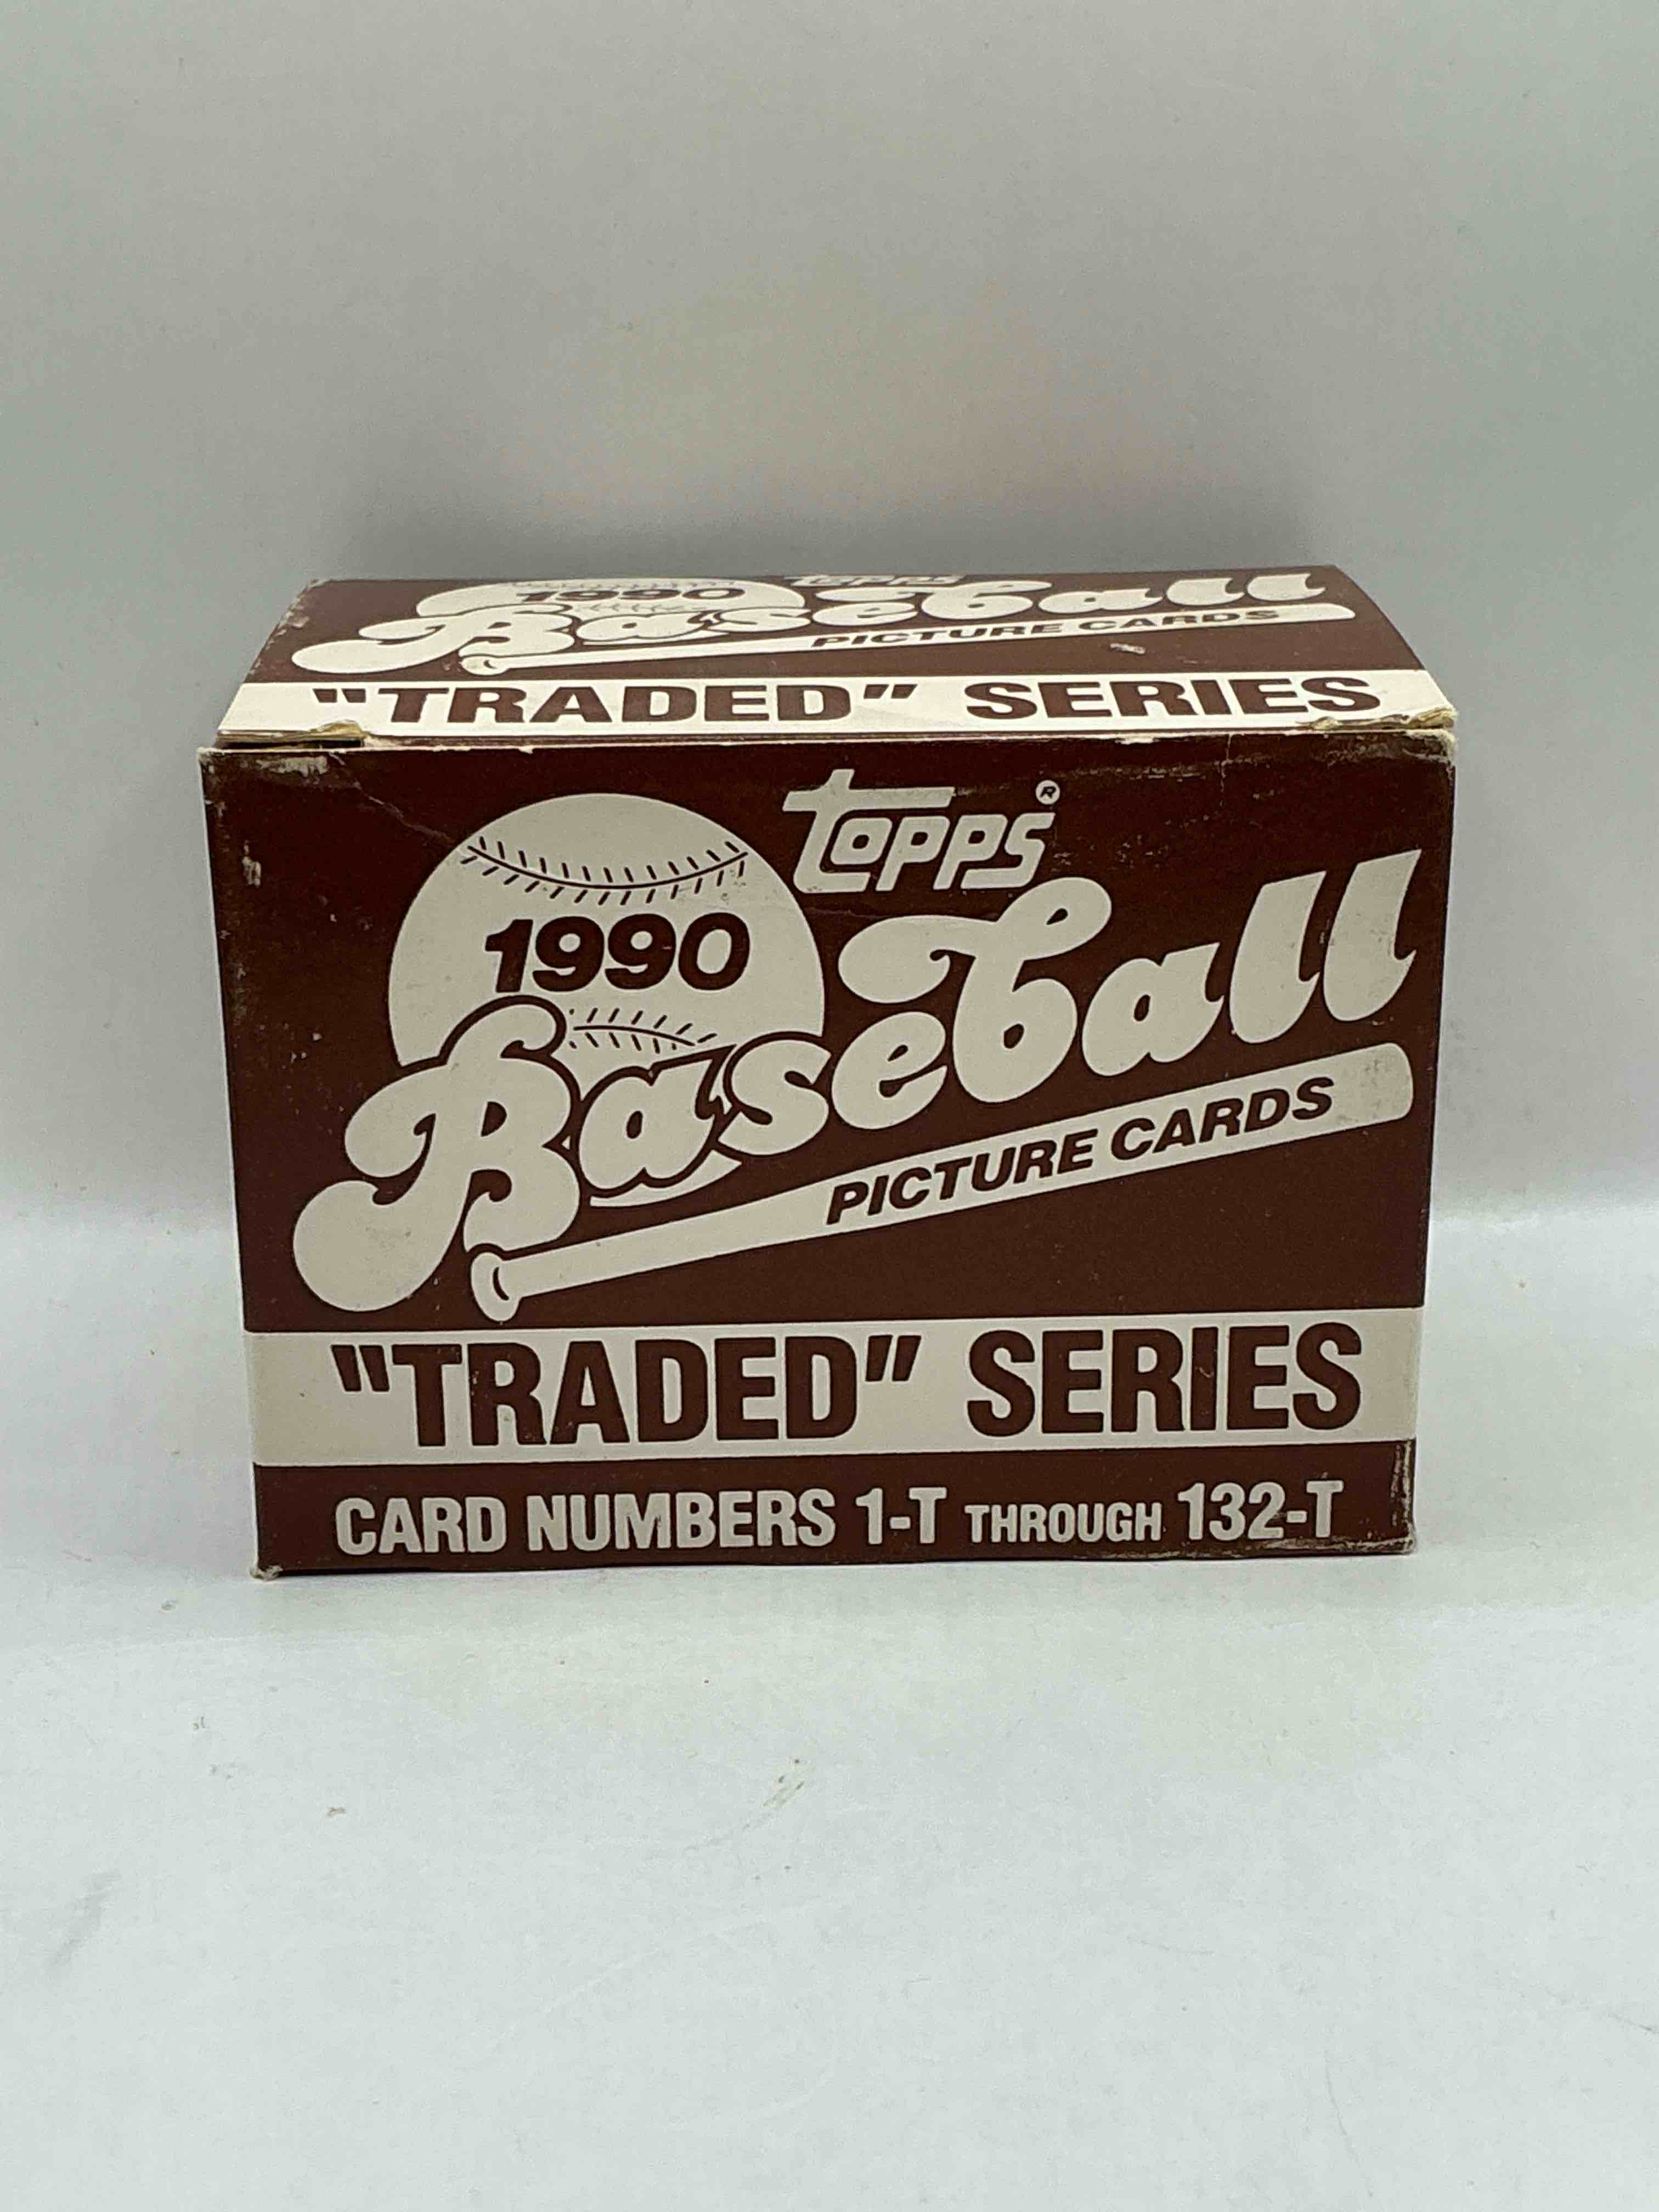 topps
1990
Baseball
PICTURE CARDS
"TRADED" SERIES
topps®
1990
Baseball
PICTURE CARDS
"TRADED" SERIES
CARD NUMBERS 1-T THROUGH 132-T